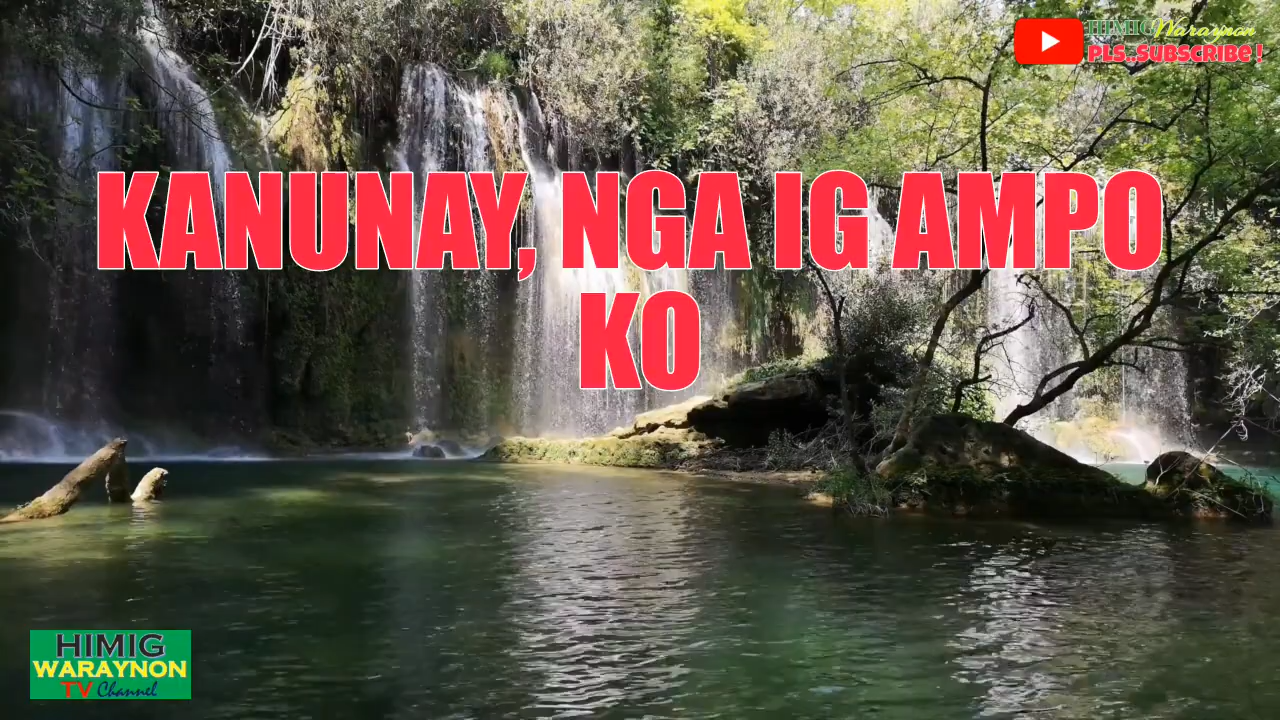 HIMIG Waraynon
PLS..SUBSCRIBE !
KANUNAY, NGA IG AMPO
KO
HIMIG
WARAYNON
TV Channel